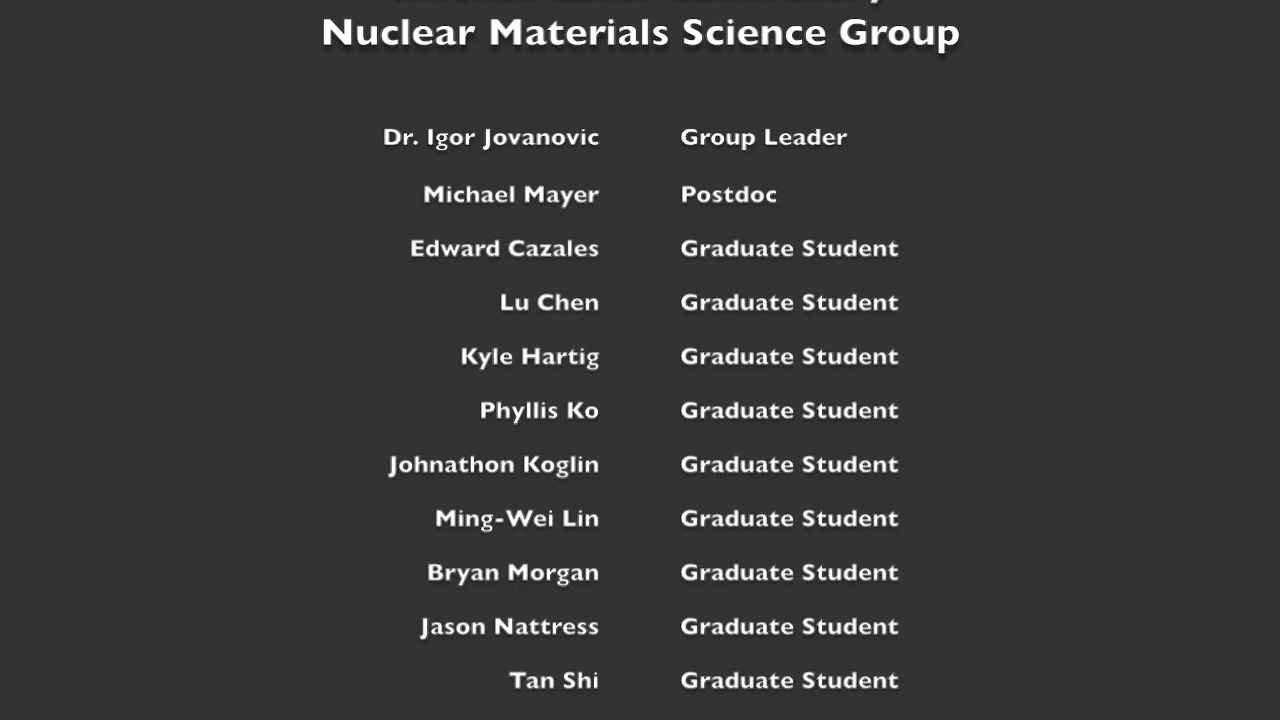 Nuclear Materials Science Group
Dr. Igor Jovanovic Group Leader
Michael Mayer Postdoc
Edward Cazales Graduate Student
Lu Chen Graduate Student
Kyle Hartig Graduate Student
Phyllis Ko Graduate Student
Johnathon Koglin Graduate Student
Ming-Wei Lin Graduate Student
Bryan Morgan Graduate Student
Jason Nattress Graduate Student
Tan Shi Graduate Student